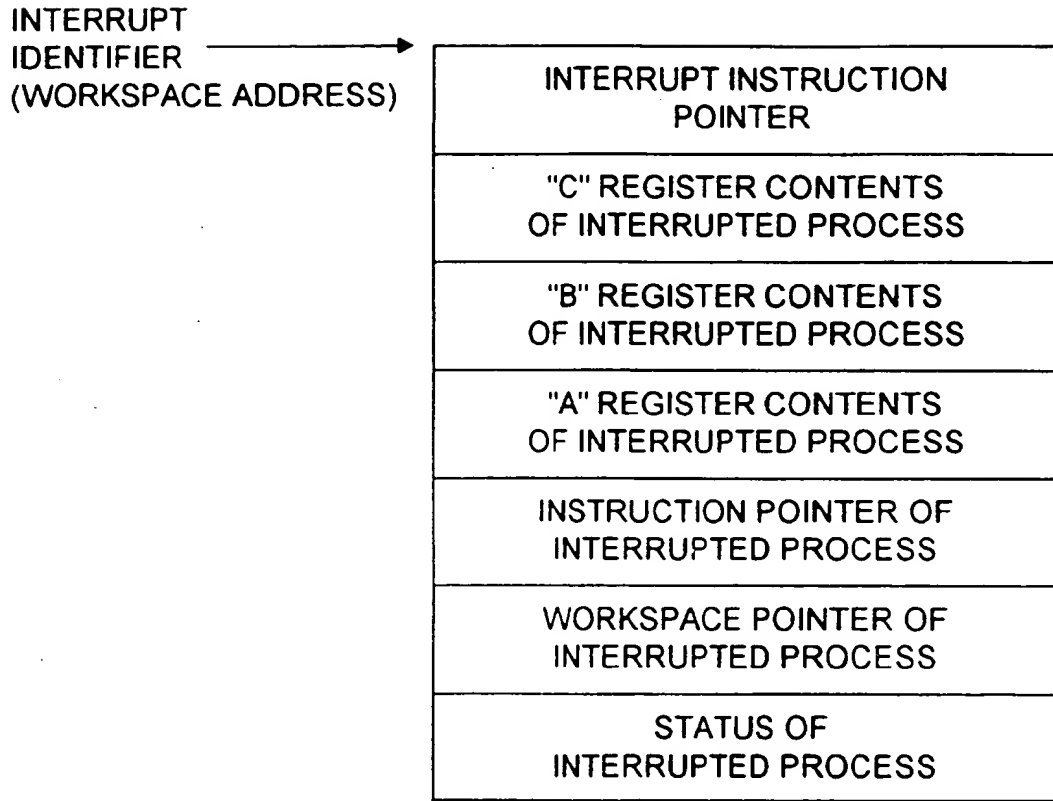 INTERRUPT
IDENTIFIER
(WORKSPACE ADDRESS)
INTERRUPT INSTRUCTION
POINTER
"C" REGISTER CONTENTS
OF INTERRUPTED PROCESS
"B" REGISTER CONTENTS
OF INTERRUPTED PROCESS
"A" REGISTER CONTENTS
OF INTERRUPTED PROCESS
INSTRUCTION POINTER OF
INTERRUPTED PROCESS
WORKSPACE POINTER OF
INTERRUPTED PROCESS
STATUS OF
INTERRUPTED PROCESS